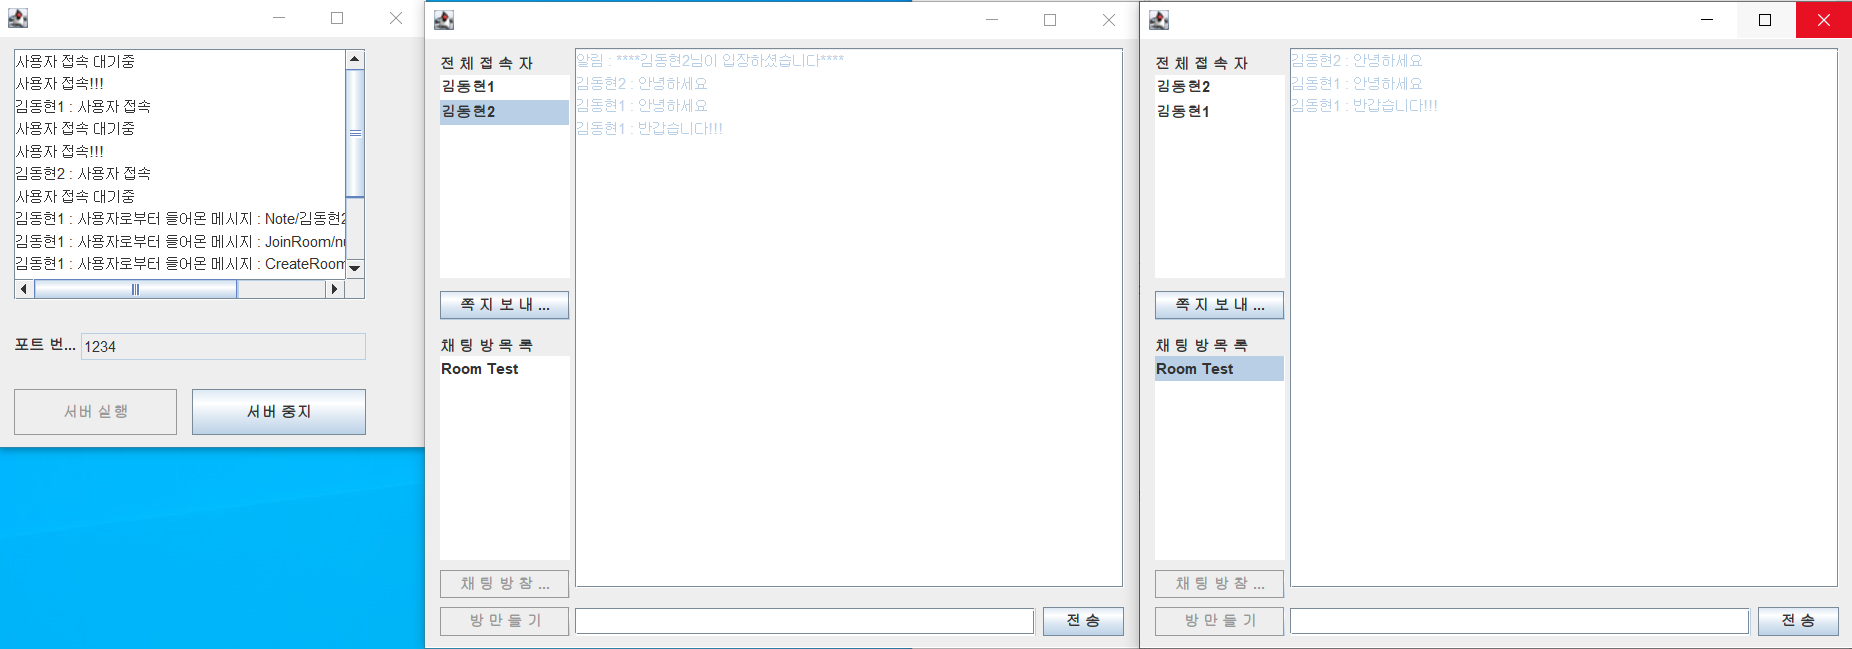 사용자 접속 대기중
사용자 접속!!!
김동현1 : 사용자 접속
사용자 접속 대기중
사용자 접속!!!
김동현2 : 사용자 접속
사용자 접속 대기중
김동현1 : 사용자로부터 들어온 메시지 : Note/김동현2
김동현1 : 사용자로부터 들어온 메시지 : JoinRoom/nu
김동현1 : 사용자로부터 들어온 메시지 : CreateRoom
포트 번... 1234
서버 실행 서버 중지
전 체 접 속 자
김동현1
김동현2
쪽 지 보 내 ...
채 팅 방 목 록
Room Test
채 팅 방 참 ...
방 만 들 기
알림 : ****김동현2님이 입장하셨습니다****
김동현2 : 안녕하세요
김동현1 : 안녕하세요
김동현1 : 반갑습니다!!!
전 송
전 체 접 속 자
김동현2
김동현1
쪽 지 보 내 ...
채 팅 방 목 록
Room Test
채 팅 방 참 ...
방 만 들 기
김동현2 : 안녕하세요
김동현1 : 안녕하세요
김동현1 : 반갑습니다!!!
전 송